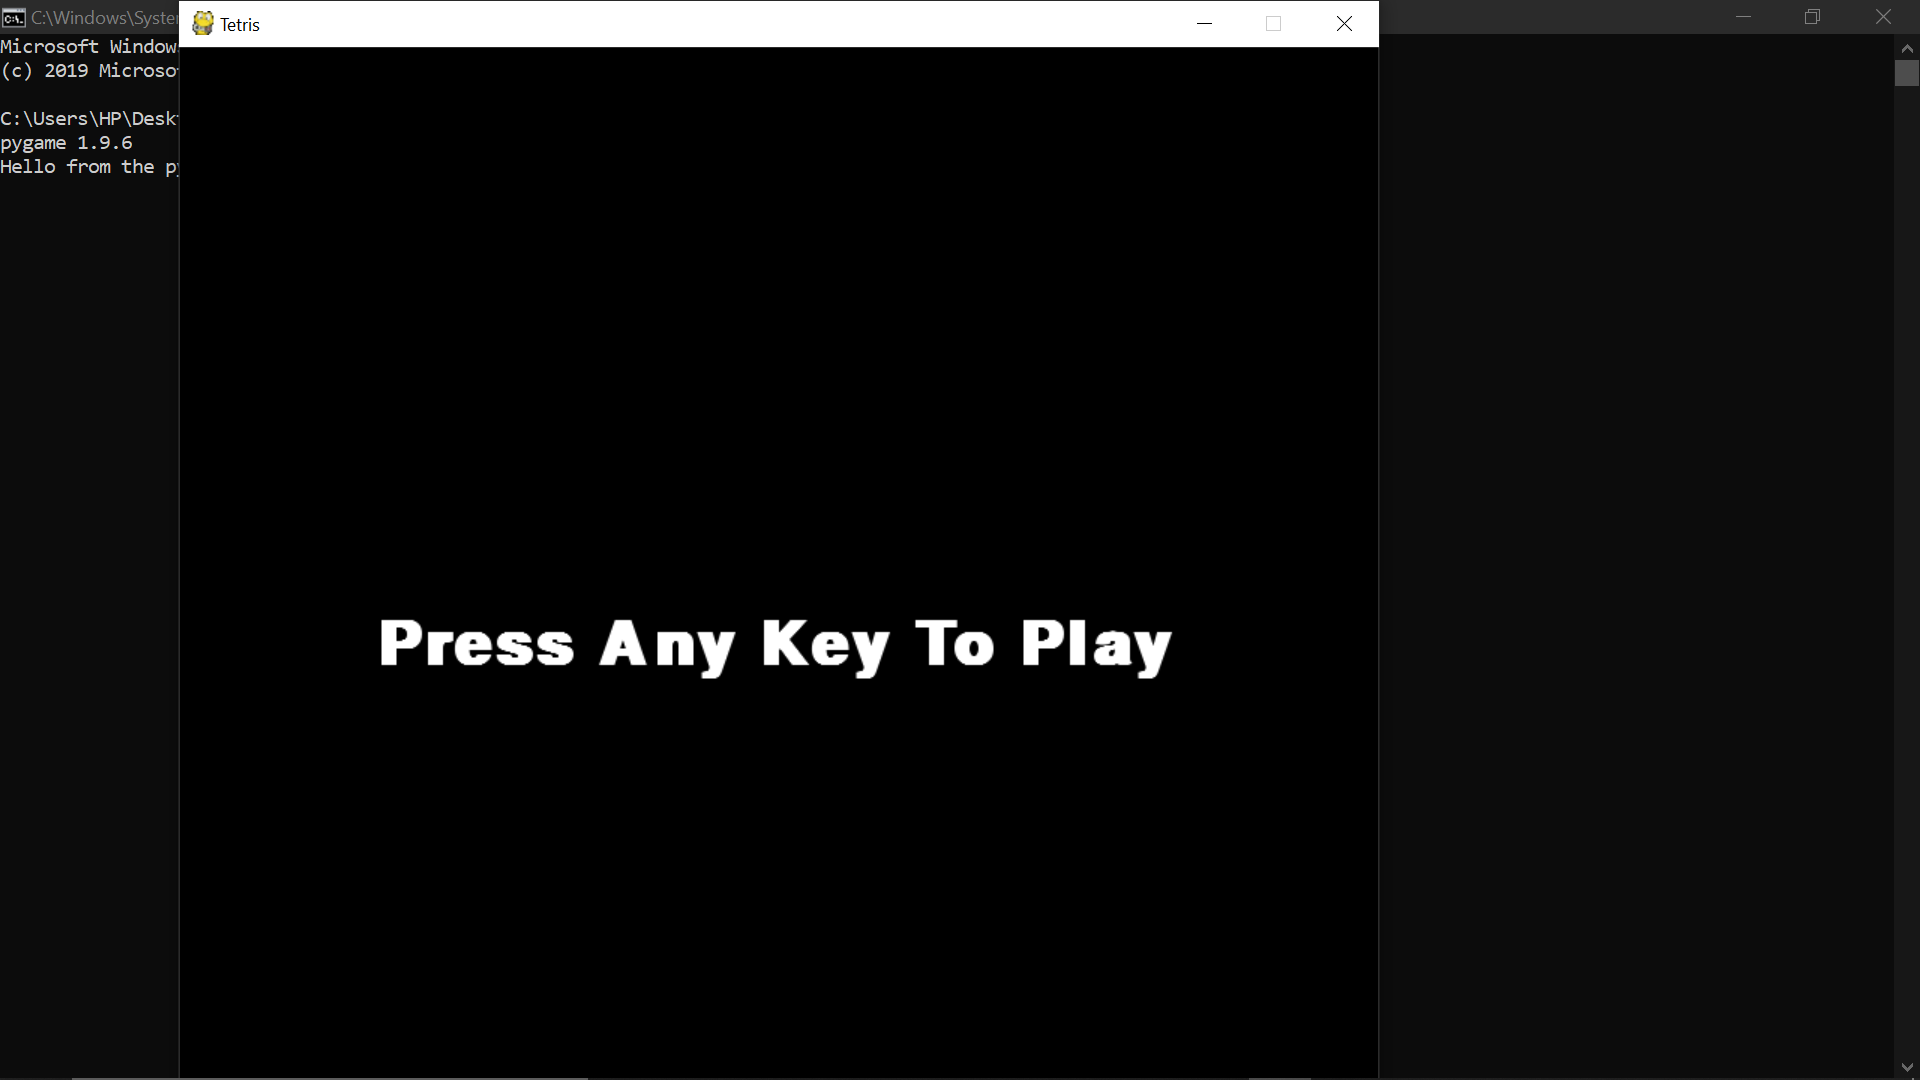 C:\Windows\Syste
Tetris
Microsoft Window
(c) 2019 Microso
C:\Users\HP\Desk
pygame 1.9.6
Hello from the p
Press Any Key To Play